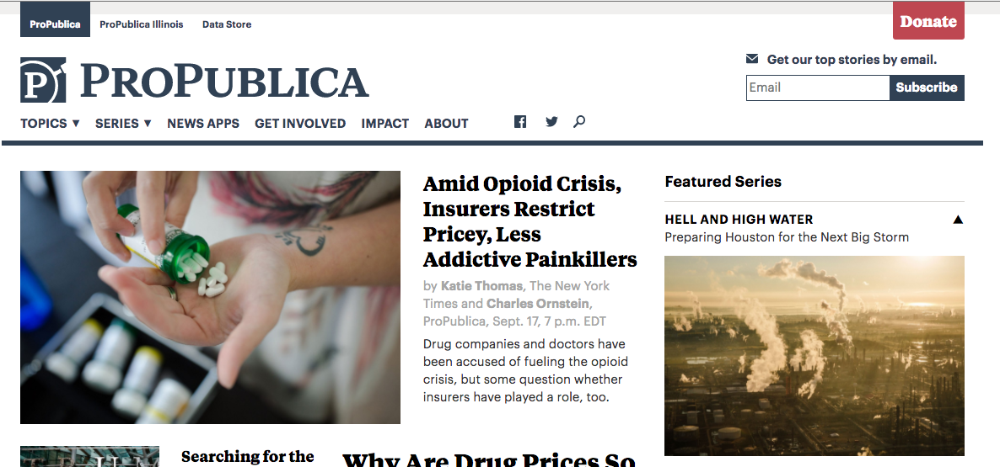 ProPublica
ProPublica Illinois
Data Store
Donate
P
PROPUBLICA
Get our top stories by email.
Email
Subscribe
TOPICS ▼
SERIES ▼
NEWS APPS
GET INVOLVED
IMPACT
ABOUT
Amid Opioid Crisis,
Insurers Restrict
Pricey, Less
Addictive Painkillers
by Katie Thomas, The New York
Times and Charles Ornstein,
ProPublica, Sept. 17, 7 p.m. EDT
Drug companies and doctors have
been accused of fueling the opioid
crisis, but some question whether
insurers have played a role, too.
Featured Series
HELL AND HIGH WATER ▲
Preparing Houston for the Next Big Storm
Searching for the
Why Are Drug Prices So